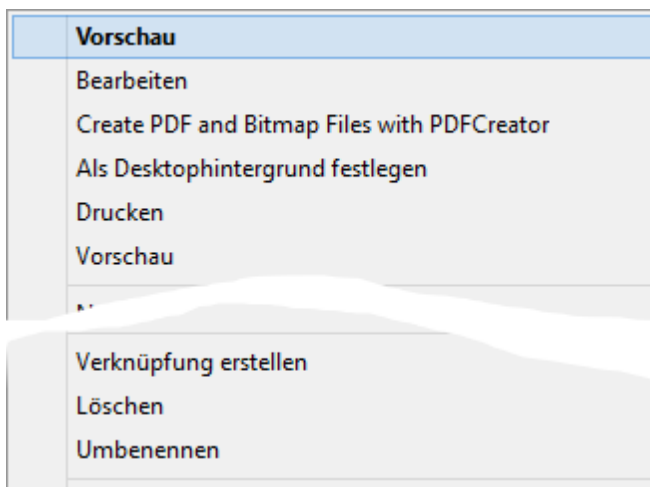 Vorschau
Bearbeiten
Create PDF and Bitmap Files with PDFCreator
Als Desktophintergrund festlegen
Drucken
Vorschau
Verknüpfung erstellen
Löschen
Umbenennen